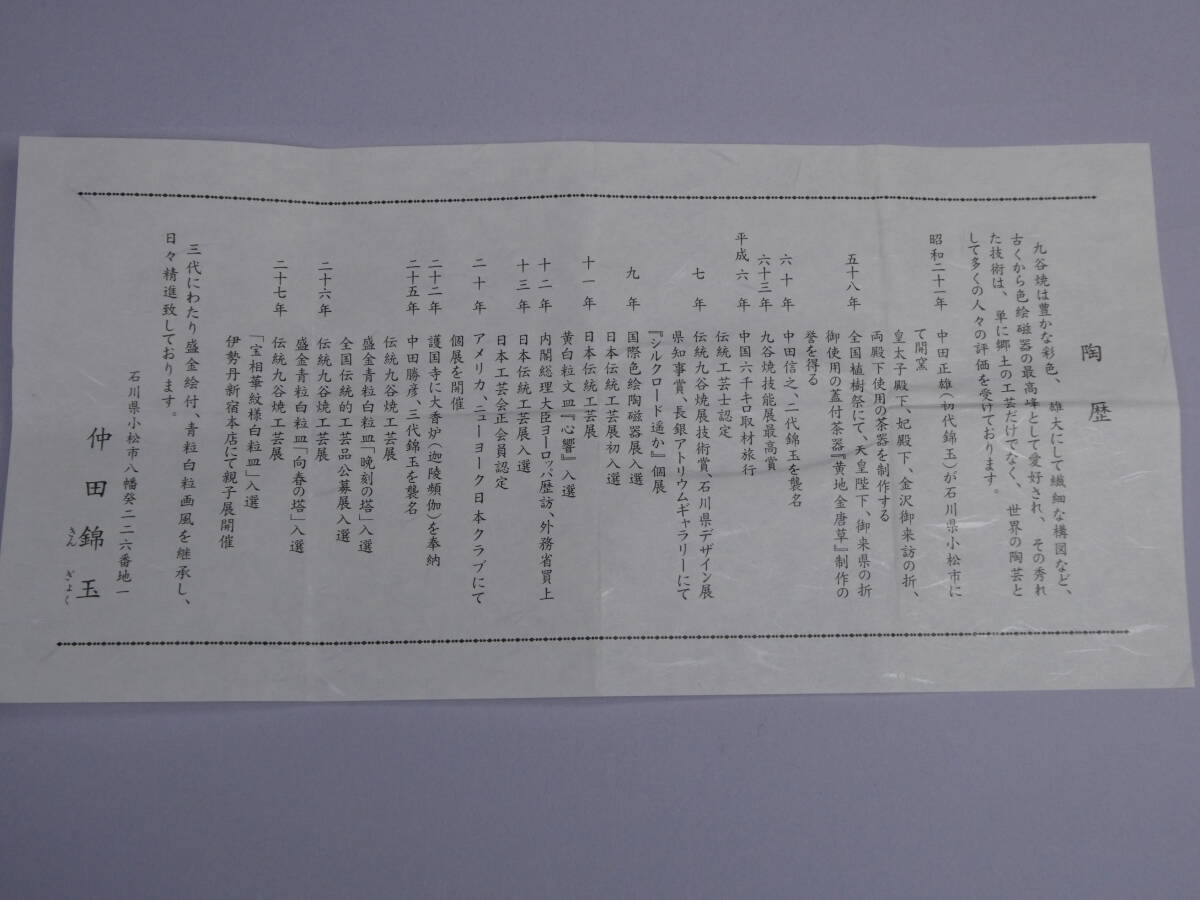 陶歴
九谷焼は豊かな彩色、雄大にして繊細な構図など、
古くから色絵磁器の最高峰として愛好され、その秀れ
た技術は、単に郷土の工芸だけでなく、世界の陶芸と
して多くの人々の評価を受けております。
昭和二十一年 中田正雄(初代錦玉)が石川県小松市に
て開窯
皇太子殿下、妃殿下、金沢御来訪の折、
両殿下使用の茶器を制作する
五十八年 全国植樹祭にて、天皇陛下、御来県の折
御使用の蓋付茶器『黄地金唐草』制作の
誉を得る
六十年 中田信之、二代錦玉を襲名
六十三年 九谷焼技能展最高賞
平成六年 中国六千キロ取材旅行
伝統工芸士認定
七年 伝統九谷焼展技術賞、石川県デザイン展
県知事賞、長銀アトリウムギャラリーにて
『シルクロード遥か』個展
九年 国際色絵陶磁器展入選
日本伝統工芸展初入選
十一年 日本伝統工芸展
黄白粒文皿『心響』入選
十二年 内閣総理大臣ヨーロッパ歴訪、外務省買上
十三年 日本伝統工芸展入選
日本工芸会正会員認定
二十年 アメリカ、ニューヨーク日本クラブにて
個展を開催
二十二年 護国寺に大香炉(迦陵頻伽)を奉納
二十五年 中田勝彦、三代錦玉を襲名
伝統九谷焼工芸展
盛金青粒白粒皿「晩刻の塔」入選
全国伝統的工芸品公募展入選
二十六年 伝統九谷焼工芸展
盛金青粒白粒皿「向春の塔」入選
二十七年 伝統九谷焼工芸展
「宝相華紋様白粒皿」入選
伊勢丹新宿本店にて親子展開催
三代にわたり盛金絵付、青粒白粒画風を継承し、
日々精進致しております。
石川県小松市八幡癸二二六番地一
仲田錦玉
きんぎょく